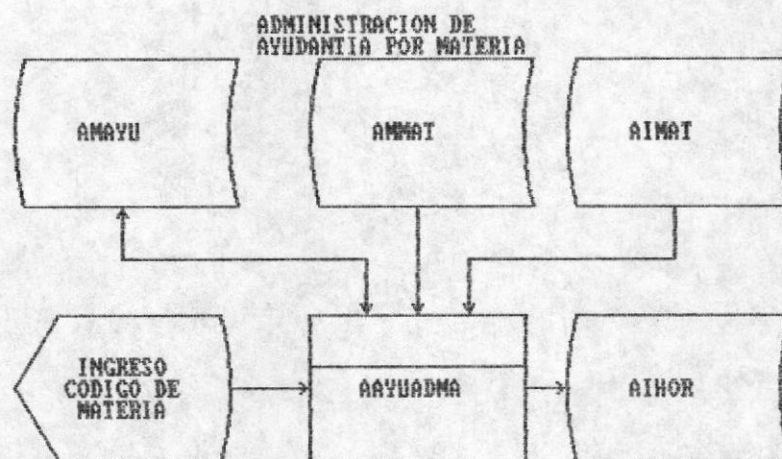 ADMINISTRACION DE
AYUDANTIA POR MATERIA
AMAYU
AMMAT
AIMAT
INGRESO
CODIGO DE
MATERIA
AAYUADMA
AIHOR